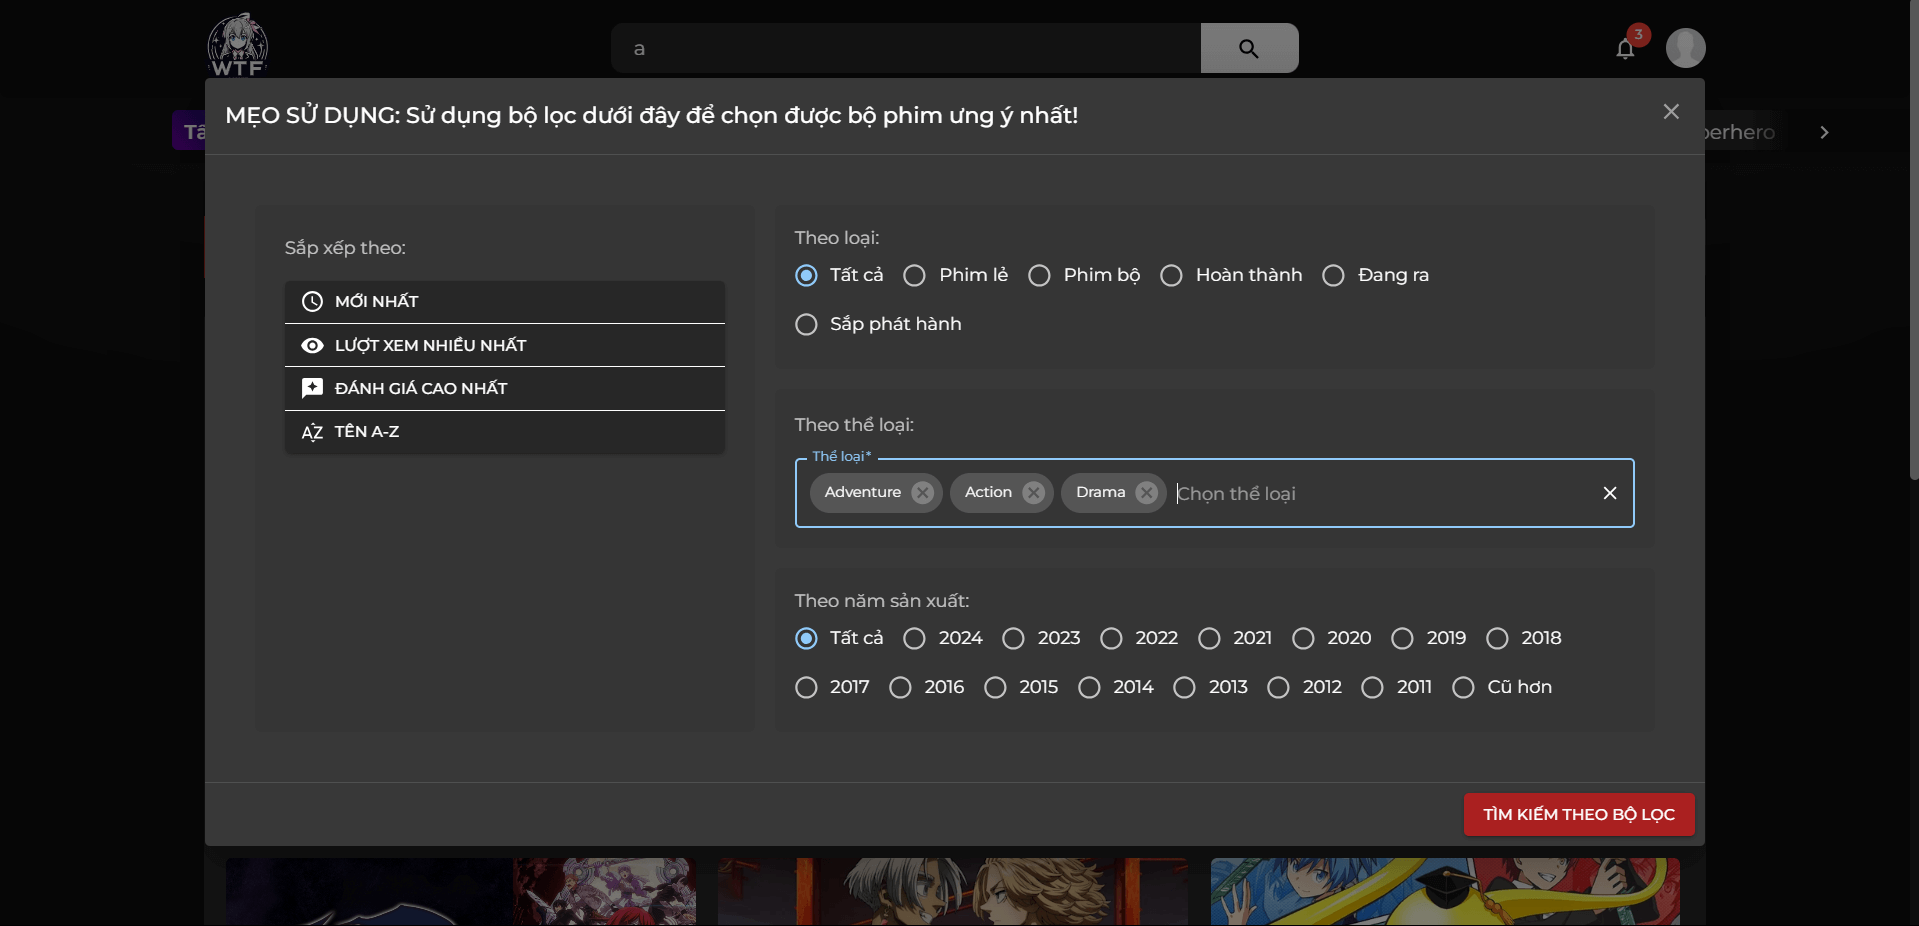 WTF
a
3
Tấ
perhero
MẸO SỬ DỤNG: Sử dụng bộ lọc dưới đây để chọn được bộ phim ưng ý nhất!
Sắp xếp theo:
MỚI NHẤT
LƯỢT XEM NHIỀU NHẤT
ĐÁNH GIÁ CAO NHẤT
TÊN A-Z
Theo loại:
Tất cả Phim lẻ Phim bộ Hoàn thành Đang ra
Sắp phát hành
Theo thể loại:
Thể loại*
Adventure Action Drama Chọn thể loại
Theo năm sản xuất:
Tất cả 2024 2023 2022 2021 2020 2019 2018
2017 2016 2015 2014 2013 2012 2011 Cũ hơn
TÌM KIẾM THEO BỘ LỌC